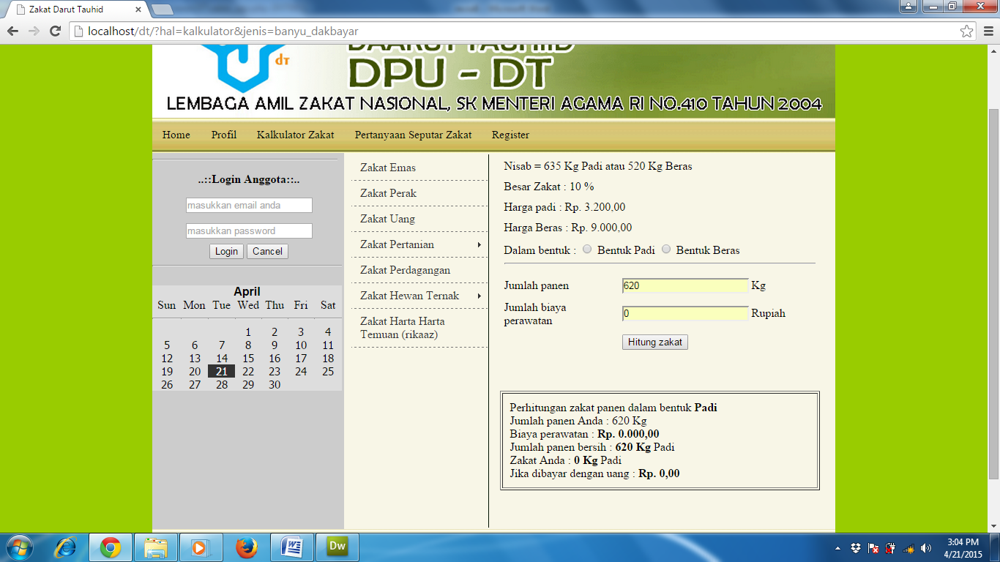 Zakat Darut Tauhid
localhost/dt/?hal=kalkulator&jenis=banyu_dakbayar
dT
DAARUT TAUHIID
DPU - DT
LEMBAGA AMIL ZAKAT NASIONAL, SK MENTERI AGAMA RI NO.410 TAHUN 2004
Home Profil Kalkulator Zakat Pertanyaan Seputar Zakat Register
..::Login Anggota::..
masukkan email anda
masukkan password
Login Cancel
April
Sun Mon Tue Wed Thu Fri Sat
1 2 3 4
5 6 7 8 9 10 11
12 13 14 15 16 17 18
19 20 21 22 23 24 25
26 27 28 29 30
Zakat Emas
Zakat Perak
Zakat Uang
Zakat Pertanian
Zakat Perdagangan
Zakat Hewan Ternak
Zakat Harta Harta
Temuan (rikaaz)
Nisab = 635 Kg Padi atau 520 Kg Beras
Besar Zakat : 10 %
Harga padi : Rp. 3.200,00
Harga Beras : Rp. 9.000,00
Dalam bentuk : Bentuk Padi Bentuk Beras
Jumlah panen 620 Kg
Jumlah biaya
perawatan 0 Rupiah
Hitung zakat
Perhitungan zakat panen dalam bentuk Padi
Jumlah panen Anda : 620 Kg
Biaya perawatan : Rp. 0.000,00
Jumlah panen bersih : 620 Kg Padi
Zakat Anda : 0 Kg Padi
Jika dibayar dengan uang : Rp. 0,00
Dw
3:04 PM
4/21/2015